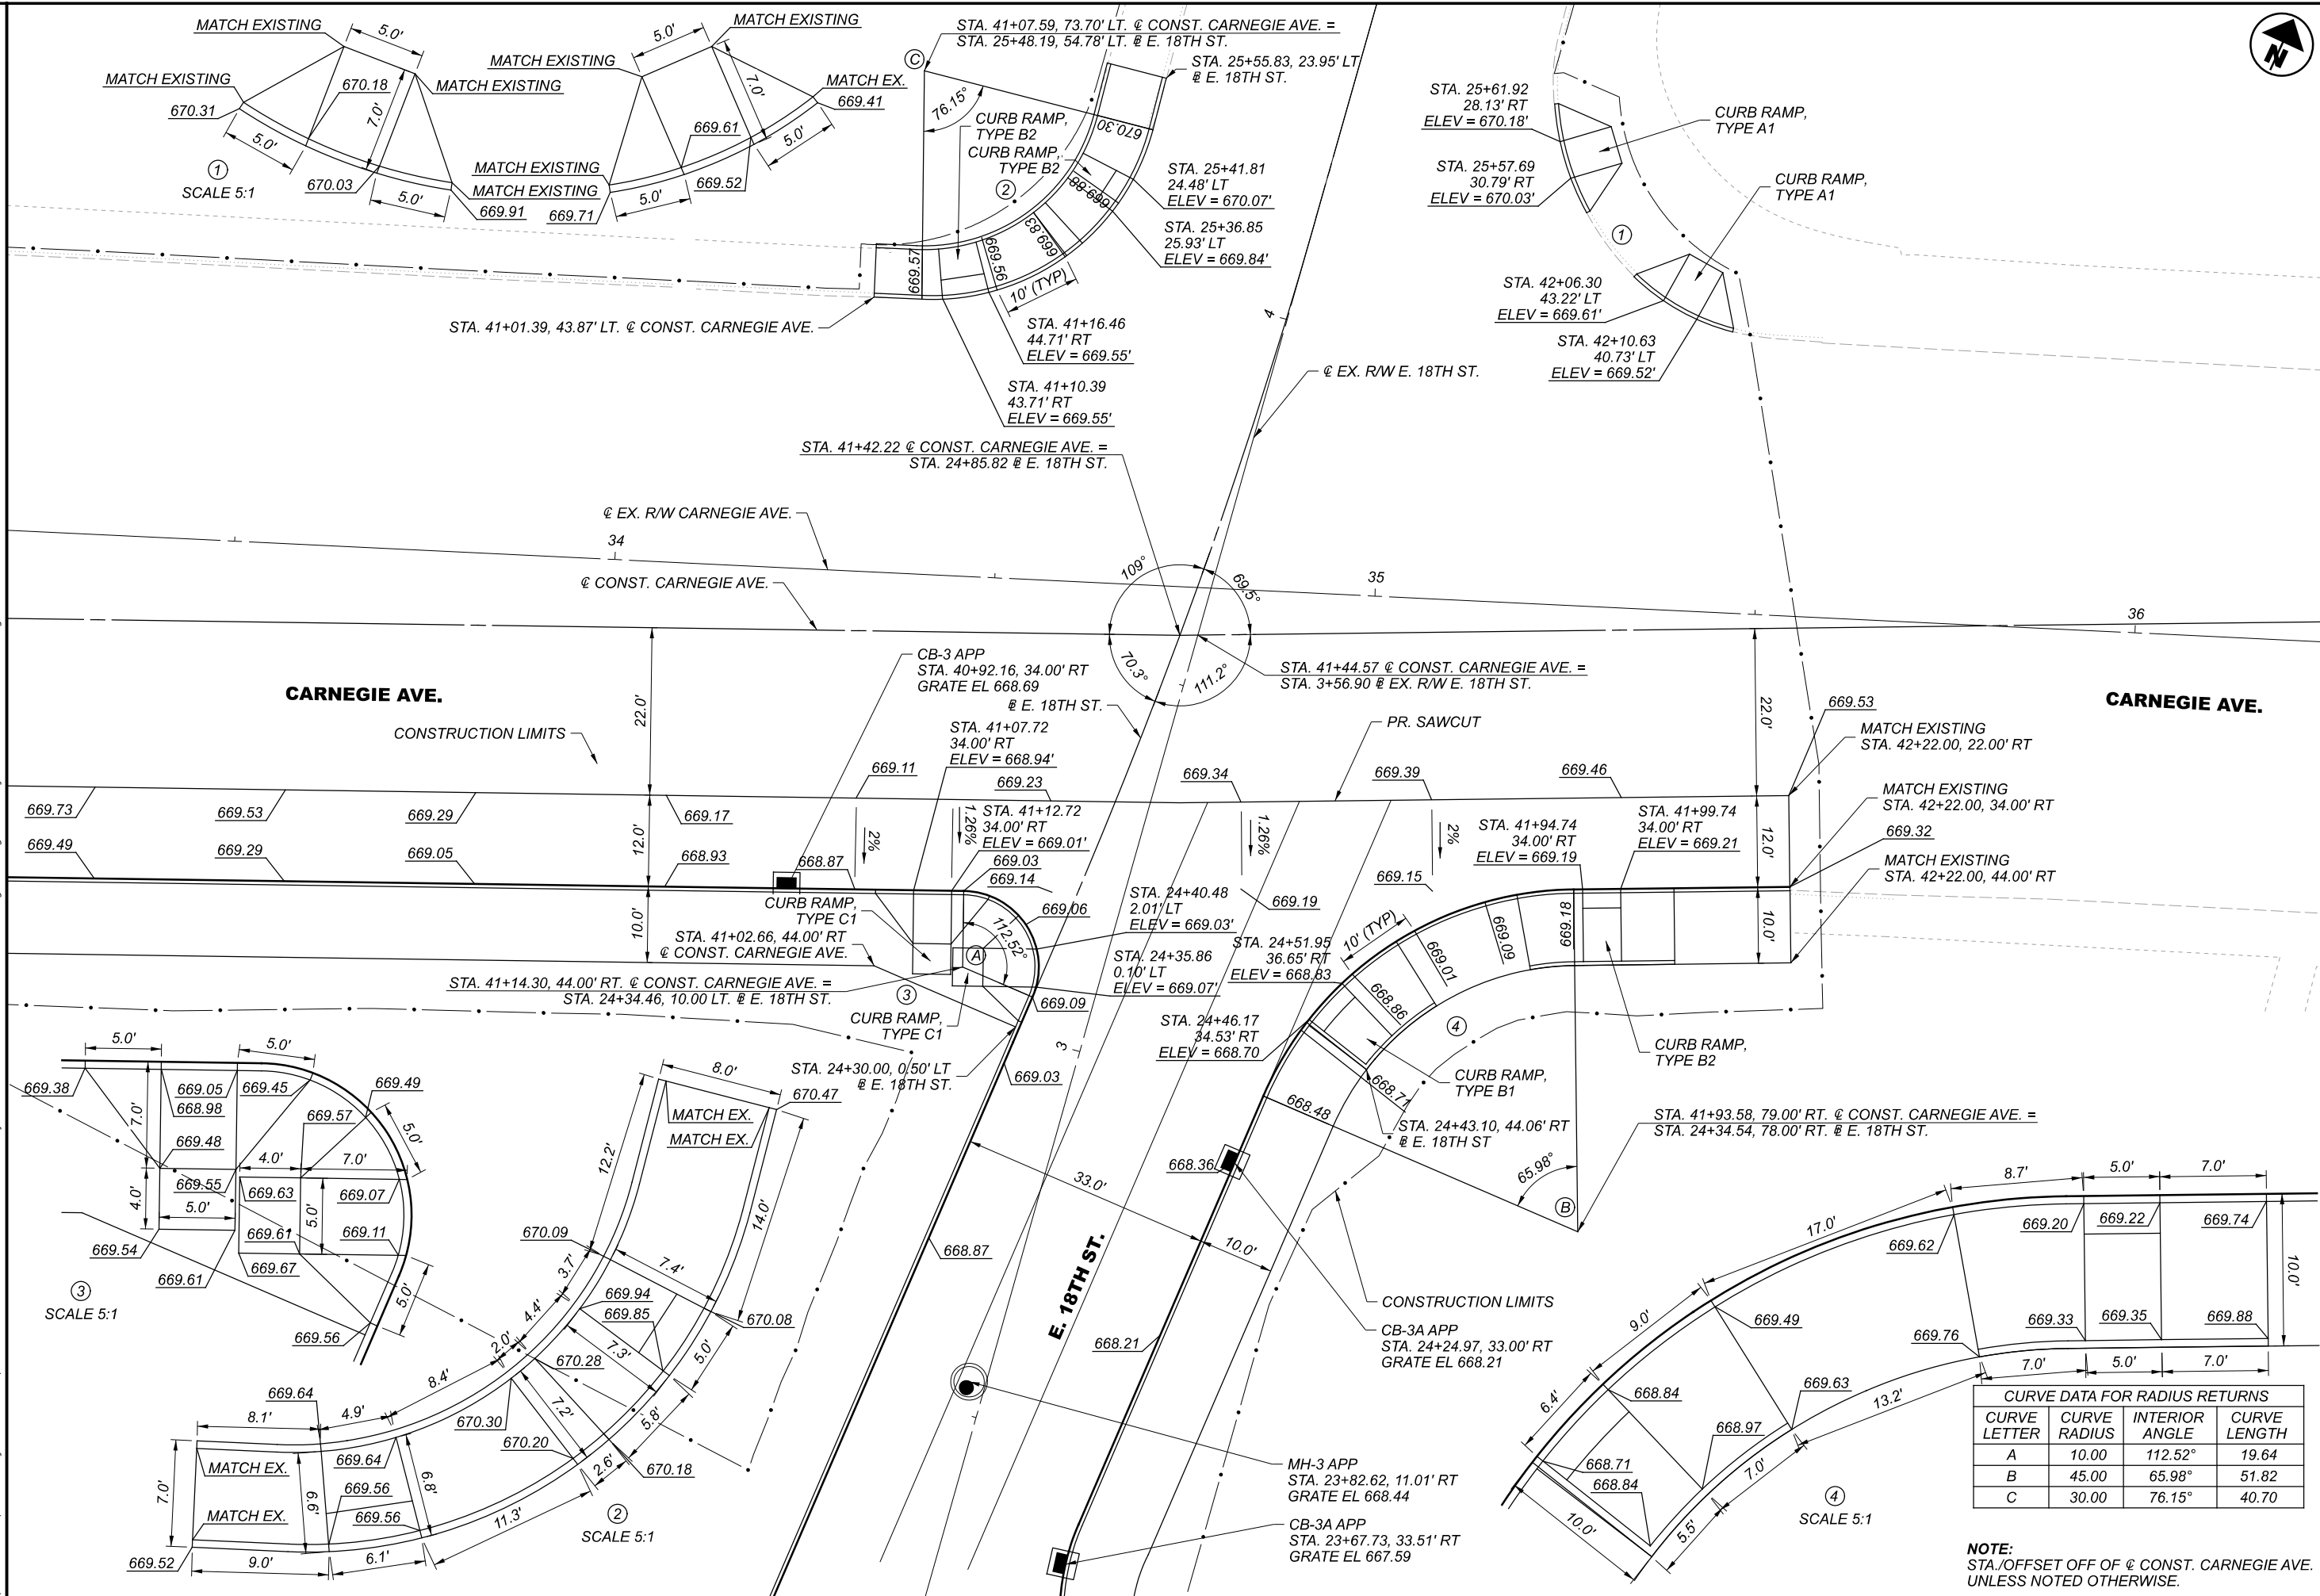 MATCH EXISTING
5.0'
MATCH EXISTING
670.18
MATCH EXISTING
670.31
7.0'
5.0'
670.03
5.0'
669.91
1
SCALE 5:1
MATCH EXISTING
5.0'
MATCH EXISTING
7.0'
MATCH EX.
669.41
669.61
5.0'
MATCH EXISTING
MATCH EXISTING
669.52
669.71
5.0'
STA. 41+07.59, 73.70' LT. ℄ CONST. CARNEGIE AVE. =
STA. 25+48.19, 54.78' LT. ⅊ E. 18TH ST.
C
76.15°
STA. 25+55.83, 23.95' LT
⅊ E. 18TH ST.
CURB RAMP,
TYPE B2
CURB RAMP,
TYPE B2
2
670.30
STA. 25+41.81
24.48' LT
ELEV = 670.07'
669.88
STA. 25+36.85
25.93' LT
ELEV = 669.84'
669.83
669.56
669.57
10' (TYP)
STA. 41+01.39, 43.87' LT. ℄ CONST. CARNEGIE AVE.
STA. 41+16.46
44.71' RT
ELEV = 669.55'
STA. 41+10.39
43.71' RT
ELEV = 669.55'
N
STA. 25+61.92
28.13' RT
ELEV = 670.18'
CURB RAMP,
TYPE A1
STA. 25+57.69
30.79' RT
ELEV = 670.03'
CURB RAMP,
TYPE A1
1
STA. 42+06.30
43.22' LT
ELEV = 669.61'
STA. 42+10.63
40.73' LT
ELEV = 669.52'
4
℄ EX. R/W E. 18TH ST.
STA. 41+42.22 ℄ CONST. CARNEGIE AVE. =
STA. 24+85.82 ⅊ E. 18TH ST.
℄ EX. R/W CARNEGIE AVE.
34
℄ CONST. CARNEGIE AVE.
109°
69.5°
70.3°
111.2°
35
36
CARNEGIE AVE.
CONSTRUCTION LIMITS
22.0'
CB-3 APP
STA. 40+92.16, 34.00' RT
GRATE EL 668.69
⅊ E. 18TH ST.
STA. 41+44.57 ℄ CONST. CARNEGIE AVE. =
STA. 3+56.90 ⅊ EX. R/W E. 18TH ST.
PR. SAWCUT
22.0'
CARNEGIE AVE.
669.53
MATCH EXISTING
STA. 42+22.00, 22.00' RT
STA. 41+07.72
34.00' RT
ELEV = 668.94'
669.73
669.53
669.29
669.17
669.11
669.23
669.34
669.39
669.46
MATCH EXISTING
STA. 42+22.00, 34.00' RT
669.49
669.29
669.05
12.0'
668.93
668.87
2%
1.26%
STA. 41+12.72
34.00' RT
ELEV = 669.01'
669.03
669.14
1.26%
2%
STA. 41+94.74
34.00' RT
ELEV = 669.19
STA. 41+99.74
34.00' RT
ELEV = 669.21
12.0'
669.32
MATCH EXISTING
STA. 42+22.00, 44.00' RT
669.15
669.19
10.0'
CURB RAMP,
TYPE C1
STA. 41+02.66, 44.00' RT
℄ CONST. CARNEGIE AVE.
A
112.52°
669.06
STA. 24+40.48
2.01' LT
ELEV = 669.03'
STA. 24+35.86
0.10' LT
ELEV = 669.07'
STA. 41+14.30, 44.00' RT. ℄ CONST. CARNEGIE AVE. =
STA. 24+34.46, 10.00 LT. ⅊ E. 18TH ST.
3
CURB RAMP,
TYPE C1
669.09
STA. 24+30.00, 0.50' LT
⅊ E. 18TH ST.
669.03
3
STA. 24+51.95
36.65' RT
ELEV = 668.83
10' (TYP)
669.01
669.09
669.18
10.0'
668.86
4
STA. 24+46.17
34.53' RT
ELEV = 668.70
CURB RAMP,
TYPE B2
CURB RAMP,
TYPE B1
668.71
668.48
STA. 24+43.10, 44.06' RT
⅊ E. 18TH ST
STA. 41+93.58, 79.00' RT. ℄ CONST. CARNEGIE AVE. =
STA. 24+34.54, 78.00' RT. ⅊ E. 18TH ST.
65.98°
B
668.36
33.0'
10.0'
E. 18TH ST.
668.87
668.21
CONSTRUCTION LIMITS
CB-3A APP
STA. 24+24.97, 33.00' RT
GRATE EL 668.21
MH-3 APP
STA. 23+82.62, 11.01' RT
GRATE EL 668.44
CB-3A APP
STA. 23+67.73, 33.51' RT
GRATE EL 667.59
5.0'
5.0'
669.38
7.0'
669.05
668.98
669.45
669.49
669.57
5.0'
669.48
4.0'
7.0'
4.0'
669.55
669.63
669.07
5.0'
5.0'
669.61
669.11
669.54
669.67
669.61
5.0'
669.56
3
SCALE 5:1
8.0'
670.47
MATCH EX.
MATCH EX.
12.2'
14.0'
670.09
3.7'
7.4'
669.94
669.85
4.4'
670.08
2.0'
7.3'
5.0'
670.28
8.4'
669.64
4.9'
8.1'
670.30
7.2'
5.8'
670.20
2.6'
670.18
MATCH EX.
669.64
6.8'
7.0'
6.6'
669.56
MATCH EX.
669.56
11.3'
669.52
9.0'
6.1'
2
SCALE 5:1
8.7'
5.0'
7.0'
17.0'
669.20
669.22
669.74
669.62
10.0'
9.0'
669.49
669.33
669.35
669.88
669.76
7.0'
5.0'
7.0'
6.4'
668.84
669.63
13.2'
668.97
668.71
668.84
7.0'
5.5'
10.0'
4
SCALE 5:1
CURVE DATA FOR RADIUS RETURNS
CURVE LETTER CURVE RADIUS INTERIOR ANGLE CURVE LENGTH
A 10.00 112.52° 19.64
B 45.00 65.98° 51.82
C 30.00 76.15° 40.70
NOTE:
STA./OFFSET OFF OF ℄ CONST. CARNEGIE AVE.
UNLESS NOTED OTHERWISE.